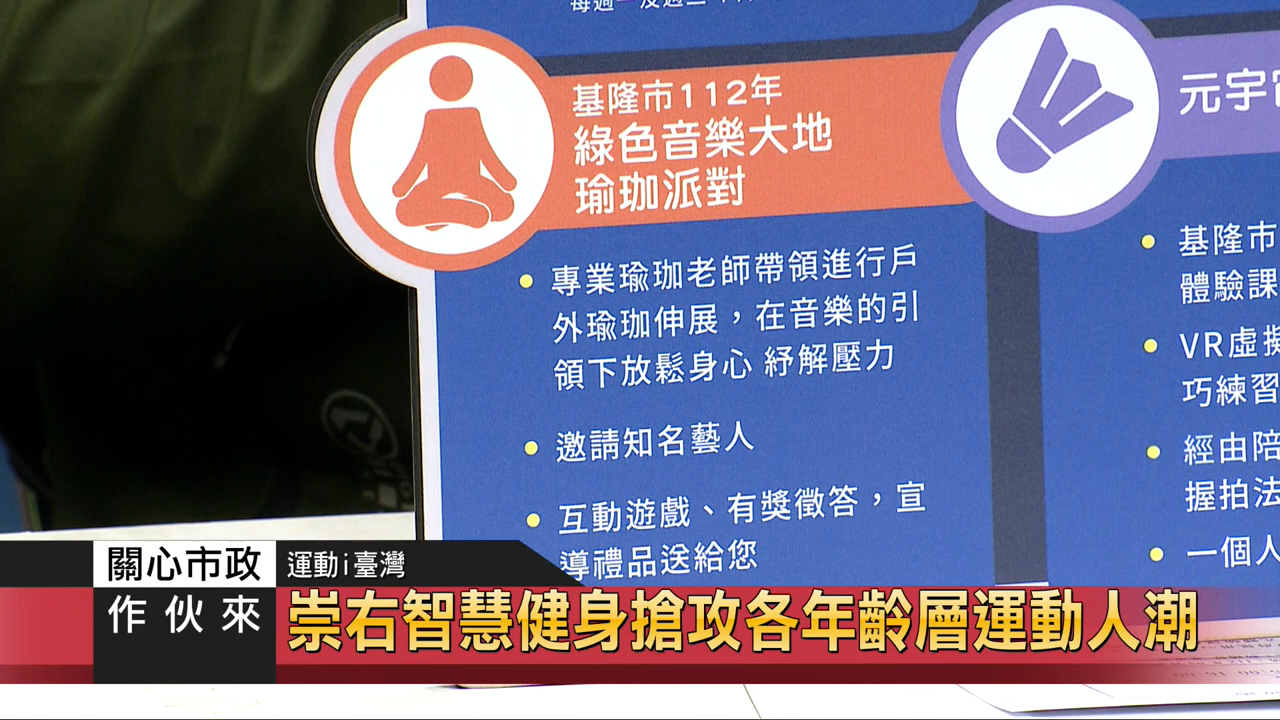 基隆市112年
綠色音樂大地
瑜珈派對
專業瑜珈老師帶領進行戶
外瑜珈伸展，在音樂的引
領下放鬆身心 紓解壓力
邀請知名藝人
互動遊戲、有獎徵答，宣
導禮品送給您
元宇
基隆市
體驗課
VR虛擬
巧練習
經由陪
握拍法
一個人
關心市政
作伙來
運動i臺灣
崇右智慧健身搶攻各年齡層運動人潮